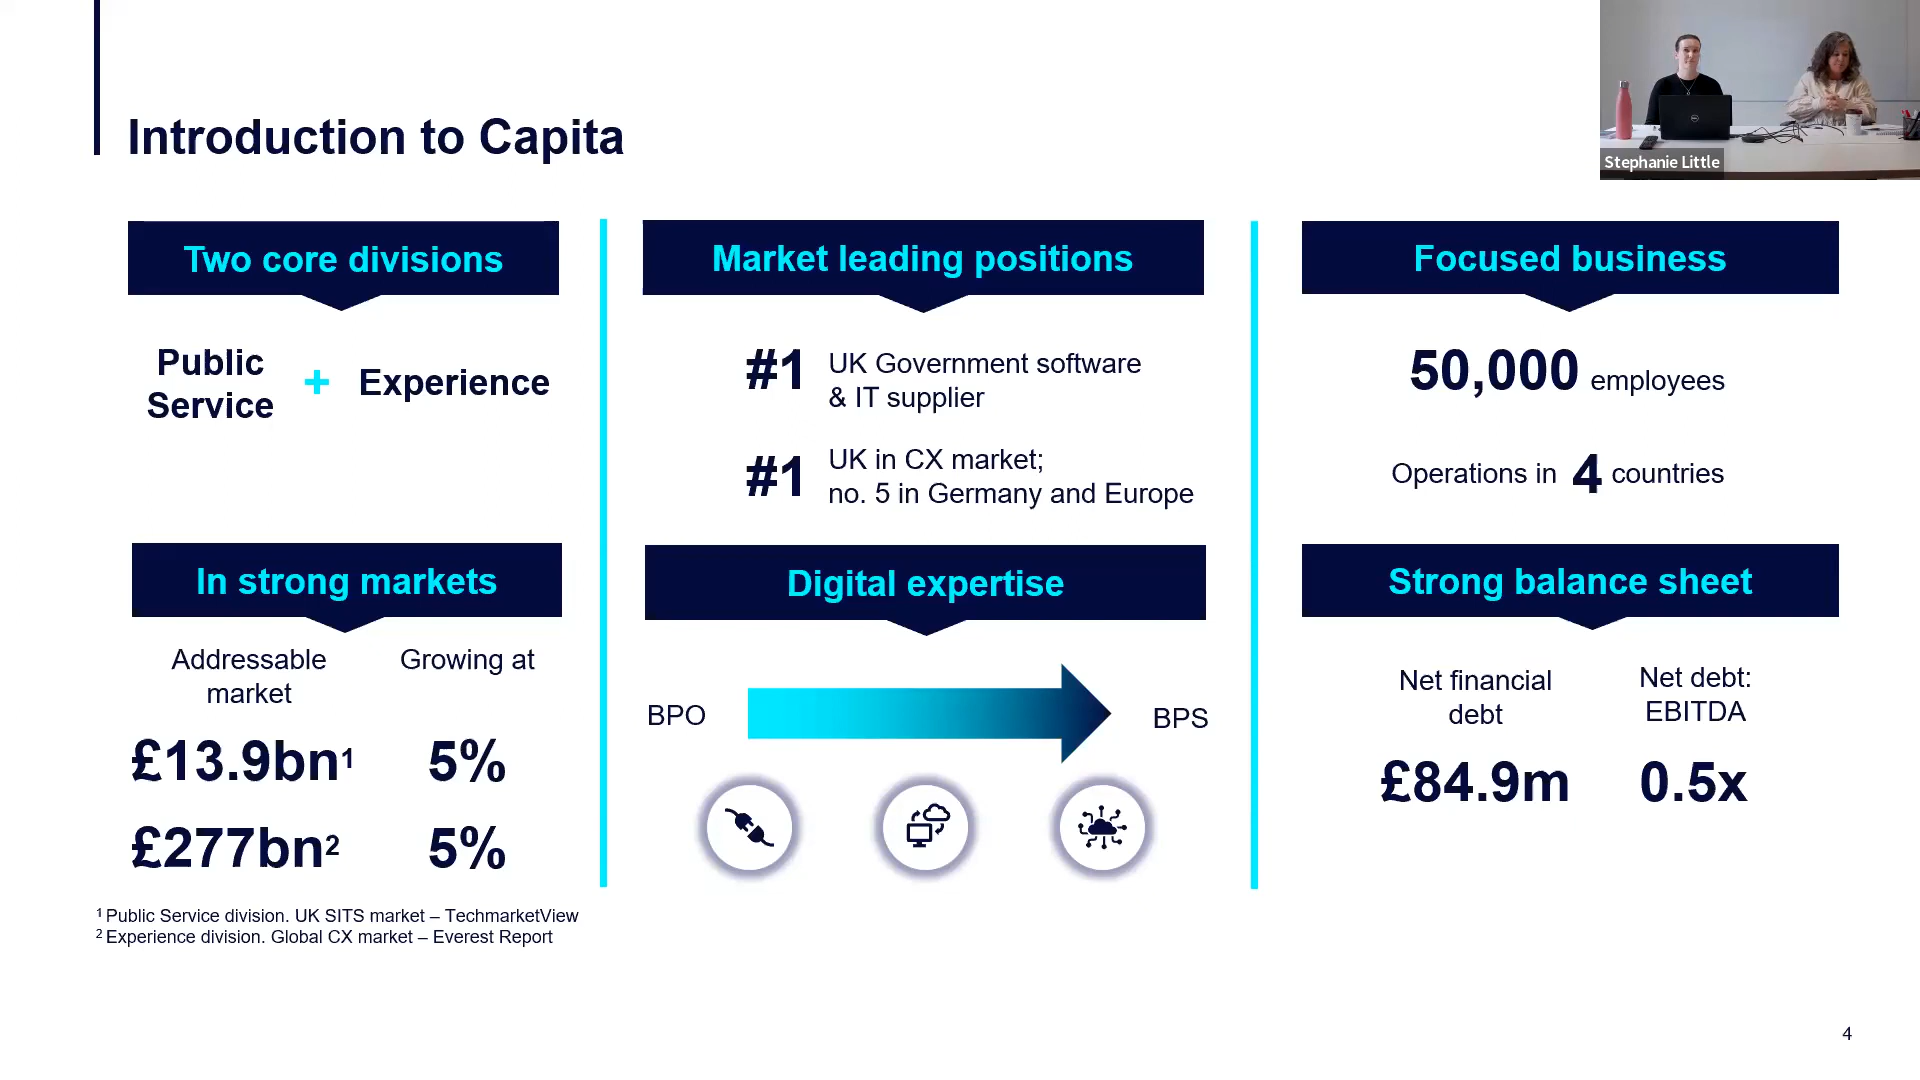 Introduction to Capita
Stephanie Little
Two core divisions
Public
Service
+
Experience
In strong markets
Addressable
market
Growing at
£13.9bn1
5%
£277bn2
5%
1 Public Service division. UK SITS market – TechmarketView
2 Experience division. Global CX market – Everest Report
Market leading positions
#1
UK Government software
& IT supplier
#1
UK in CX market;
no. 5 in Germany and Europe
Digital expertise
BPO
BPS
Focused business
50,000 employees
Operations in 4 countries
Strong balance sheet
Net financial
debt
£84.9m
Net debt:
EBITDA
0.5x
4